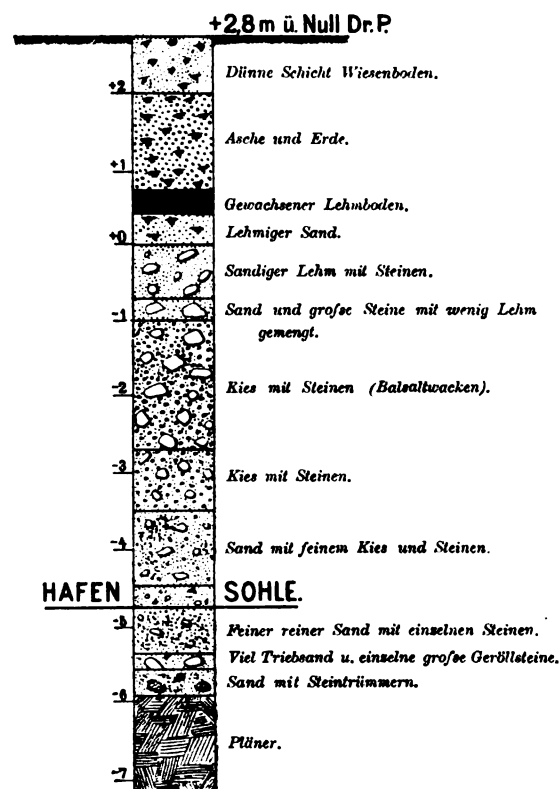 +2,8 m ü. Null Dr. P.
Dünne Schicht Wiesenboden.
+2
Asche und Erde.
+1
Gewachsener Lehmboden.
Lehmiger Sand.
+0
Sandiger Lehm mit Steinen.
Sand und große Steine mit wenig Lehm
gemengt.
-1
Kies mit Steinen (Balsaltwacken).
-2
Kies mit Steinen.
-3
Sand mit feinem Kies und Steinen.
-4
HAFEN SOHLE.
-5
Feiner reiner Sand mit einzelnen Steinen.
Viel Triebsand u. einzelne große Geröllsteine.
Sand mit Steintrümmern.
-6
Pläner.
-7